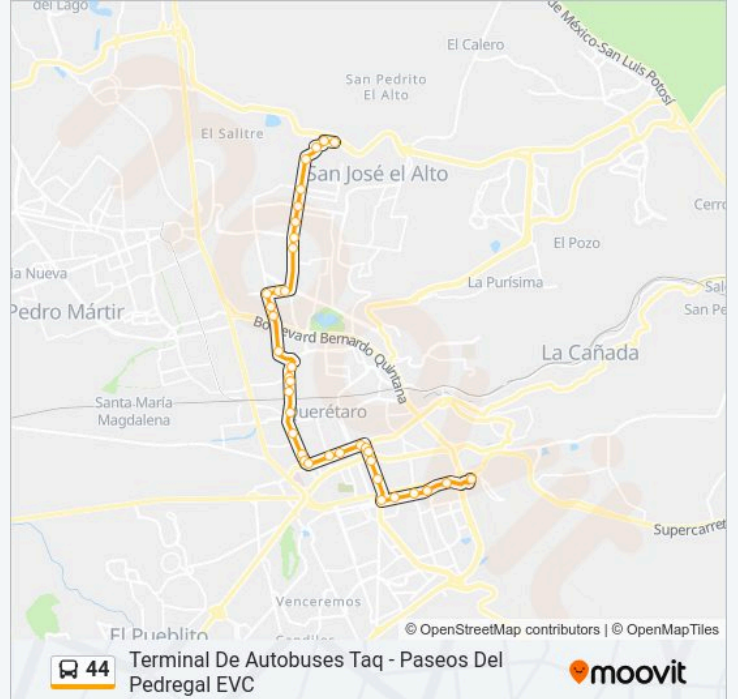 del Lago
de México-San Luis Potosí
El Calero
San Pedrito
El Alto
El Salitre
San José el Alto
Cerro
El Pozo
ia Nueva
La Purísima
Pedro Mártir
San Pe
Boulevard Bernardo Quintana
La Cañada
Santa María
Magdalena
Querétaro
Supercarret
Venceremos
El Pueblito
© OpenStreetMap contributors | © OpenMapTiles
44
Terminal De Autobuses Taq - Paseos Del
Pedregal EVC
moovit